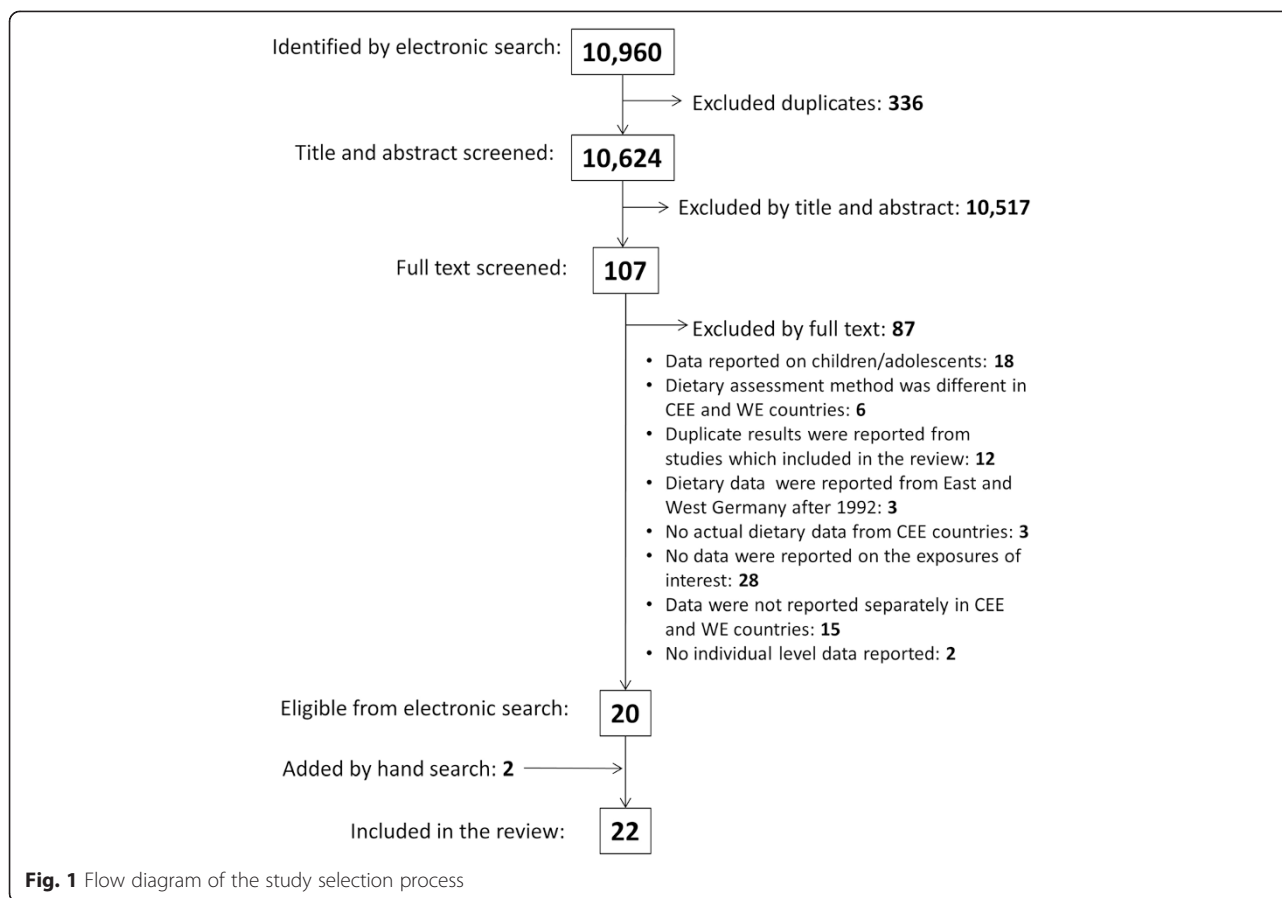 Identified by electronic search: 10,960
Excluded duplicates: 336
Title and abstract screened: 10,624
Excluded by title and abstract: 10,517
Full text screened: 107
Excluded by full text: 87
• Data reported on children/adolescents: 18
• Dietary assessment method was different in
CEE and WE countries: 6
• Duplicate results were reported from
studies which included in the review: 12
• Dietary data were reported from East and
West Germany after 1992: 3
• No actual dietary data from CEE countries: 3
• No data were reported on the exposures of
interest: 28
• Data were not reported separately in CEE
and WE countries: 15
• No individual level data reported: 2
Eligible from electronic search: 20
Added by hand search: 2
Included in the review: 22
Fig. 1 Flow diagram of the study selection process